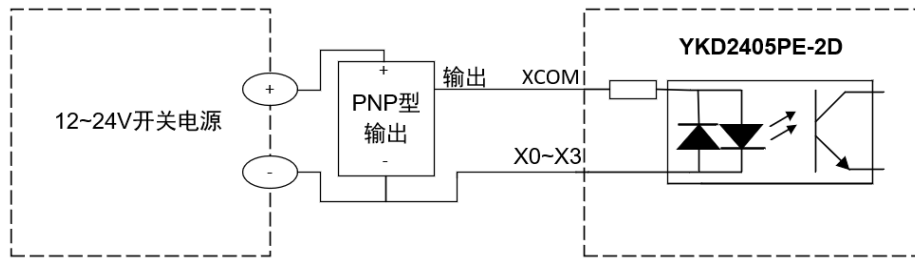 YKD2405PE-2D
12~24V开关电源
+
-
+
PNP型
输出
-
输出
XCOM
X0~X3